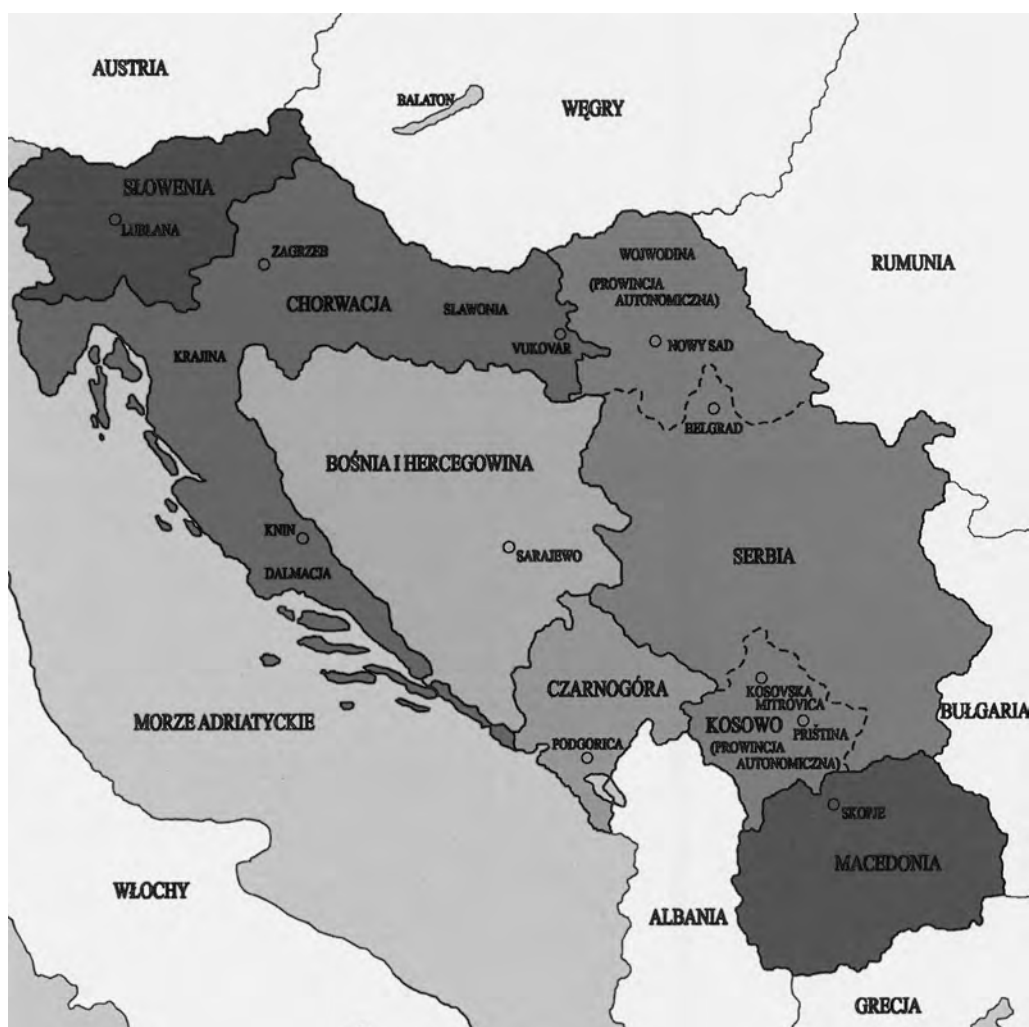 AUSTRIA
BALATON
WĘGRY
SŁOWENIA
LUBLANA
ZAGRZEB
WOJWODINA
(PROWINCJA
AUTONOMICZNA)
RUMUNIA
CHORWACJA
SLAWONIA
VUKOVAR
NOWY SAD
KRAJINA
BELGRAD
BOŚNIA I HERCEGOWINA
KNIN
SARAJEWO
SERBIA
DALMACJA
CZARNOGÓRA
KOSOVSKA
MITROVICA
MORZE ADRIATYCKIE
KOSOWO
PRIŠTINA
BUŁGARIA
PODGORICA
(PROWINCJA
AUTONOMICZNA)
SKOPJE
MACEDONIA
WŁOCHY
ALBANIA
GRECJA